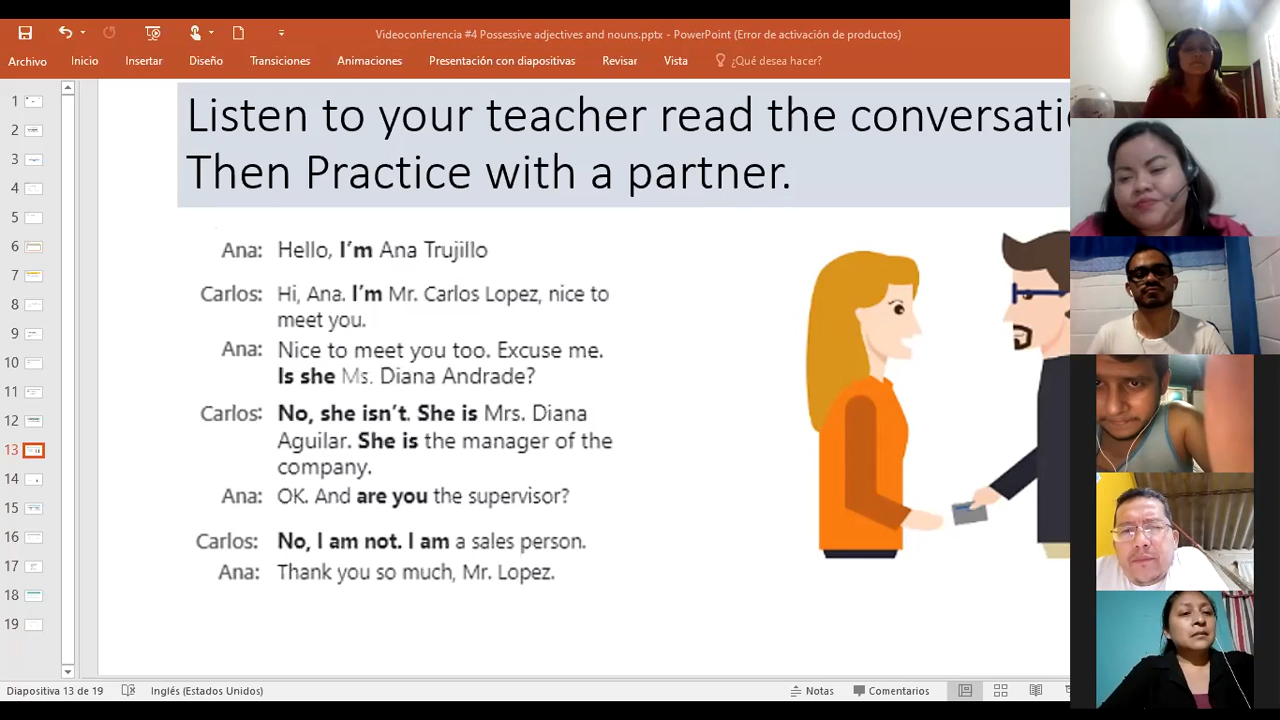 Videoconferencia #4 Possessive adjectives and nouns.pptx - PowerPoint (Error de activación de productos)
Archivo Inicio Insertar Diseño Transiciones Animaciones Presentación con diapositivas Revisar Vista ¿Qué desea hacer?
Listen to your teacher read the conversati
Then Practice with a partner.
Ana: Hello, I'm Ana Trujillo
Carlos: Hi, Ana. I'm Mr. Carlos Lopez, nice to
meet you.
Ana: Nice to meet you too. Excuse me.
Is she Ms. Diana Andrade?
Carlos: No, she isn't. She is Mrs. Diana
Aguilar. She is the manager of the
company.
Ana: OK. And are you the supervisor?
Carlos: No, I am not. I am a sales person.
Ana: Thank you so much, Mr. Lopez.
1
2
3
4
5
6
7
8
9
10
11
12
13
14
15
16
17
18
19
Diapositiva 13 de 19 Inglés (Estados Unidos) Notas Comentarios